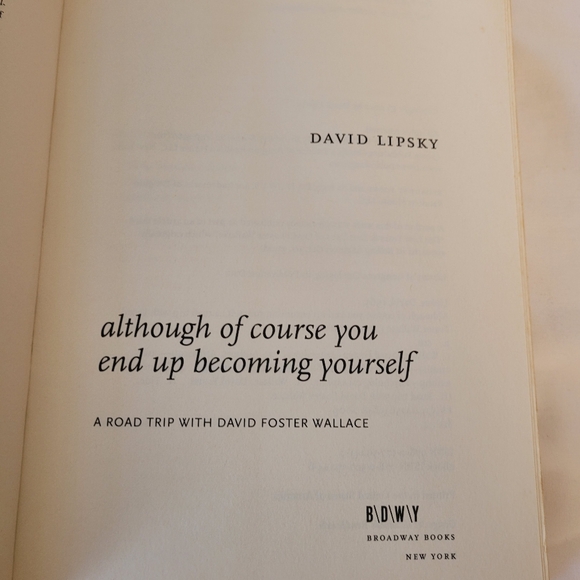 DAVID LIPSKY
although of course you
end up becoming yourself
A ROAD TRIP WITH DAVID FOSTER WALLACE
B\D\W\Y
BROADWAY BOOKS
NEW YORK